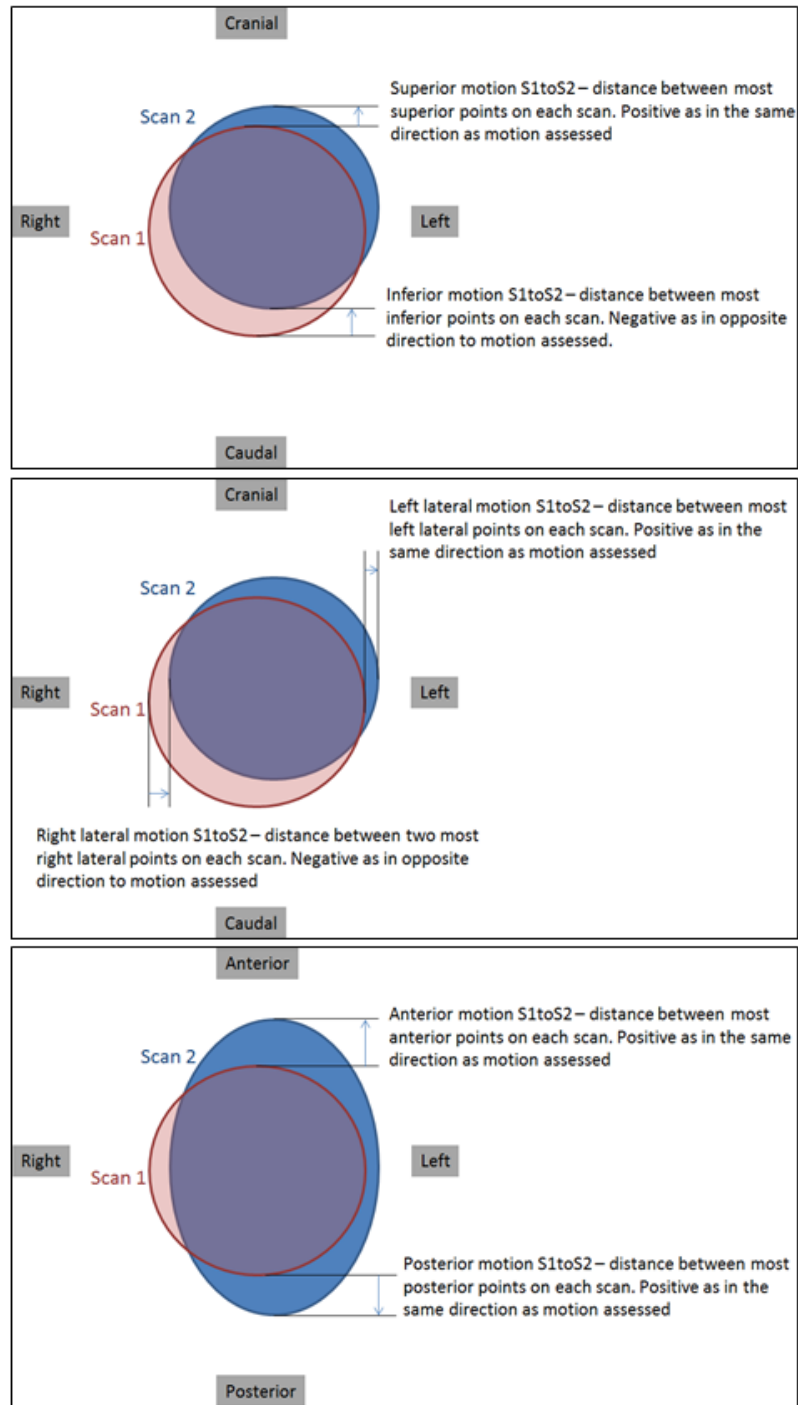 Cranial
Superior motion S1toS2 – distance between most
superior points on each scan. Positive as in the same
direction as motion assessed
Scan 2
Right
Left
Scan 1
Inferior motion S1toS2 – distance between most
inferior points on each scan. Negative as in opposite
direction to motion assessed.
Caudal
Cranial
Left lateral motion S1toS2 – distance between most
left lateral points on each scan. Positive as in the
same direction as motion assessed
Scan 2
Right
Left
Scan 1
Right lateral motion S1toS2 – distance between two most
right lateral points on each scan. Negative as in opposite
direction to motion assessed
Caudal
Anterior
Anterior motion S1toS2 – distance between most
anterior points on each scan. Positive as in the same
direction as motion assessed
Scan 2
Right
Left
Scan 1
Posterior motion S1toS2 – distance between most
posterior points on each scan. Positive as in the
same direction as motion assessed
Posterior